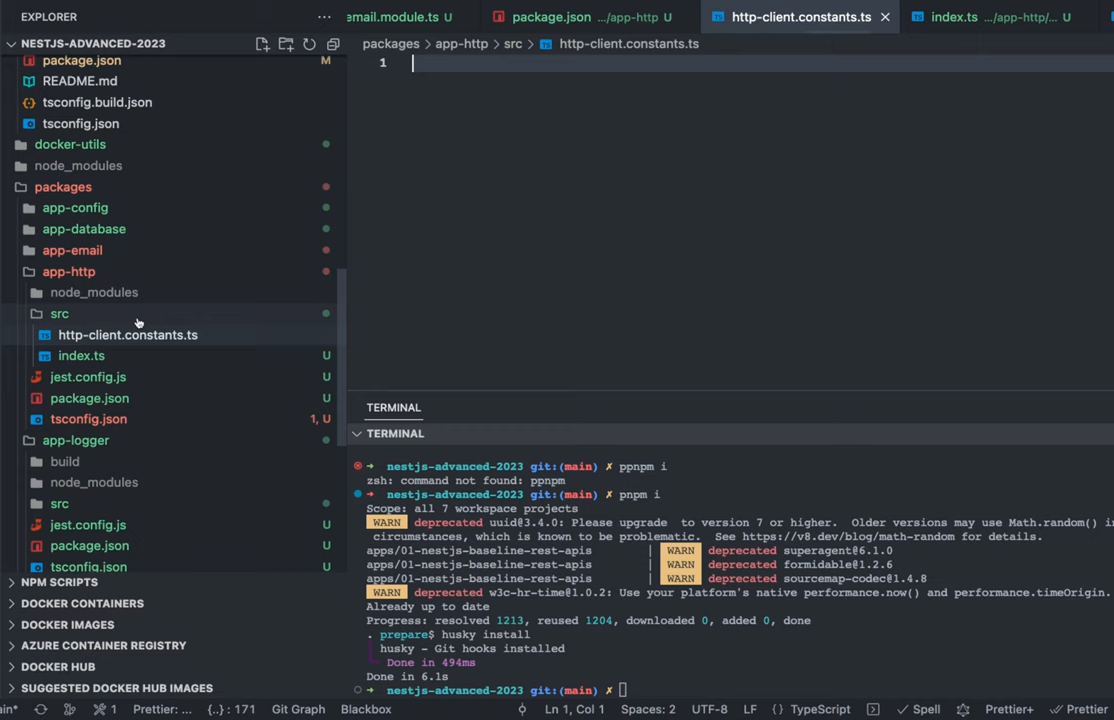 EXPLORER
NESTJS-ADVANCED-2023
package.json M
README.md
tsconfig.build.json
tsconfig.json
docker-utils
node_modules
packages
app-config
app-database
app-email
app-http
node_modules
src
http-client.constants.ts
index.ts U
jest.config.js U
package.json U
tsconfig.json 1, U
app-logger
build
node_modules
src
jest.config.js U
package.json U
tsconfig.json U
NPM SCRIPTS
DOCKER CONTAINERS
DOCKER IMAGES
AZURE CONTAINER REGISTRY
DOCKER HUB
SUGGESTED DOCKER HUB IMAGES
email.module.ts U package.json .../app-http U http-client.constants.ts index.ts .../app-http/... U
packages > app-http > src > http-client.constants.ts
1
TERMINAL
TERMINAL
nestjs-advanced-2023 git:(main) ✗ ppnpm i
zsh: command not found: ppnpm
nestjs-advanced-2023 git:(main) ✗ pnpm i
Scope: all 7 workspace projects
WARN deprecated uuid@3.4.0: Please upgrade to version 7 or higher. Older versions may use Math.random() in
circumstances, which is known to be problematic. See https://v8.dev/blog/math-random for details.
apps/01-nestjs-baseline-rest-apis | WARN deprecated superagent@6.1.0
apps/01-nestjs-baseline-rest-apis | WARN deprecated formidable@1.2.6
apps/01-nestjs-baseline-rest-apis | WARN deprecated sourcemap-codec@1.4.8
WARN deprecated w3c-hr-time@1.0.2: Use your platform's native performance.now() and performance.timeOrigin.
Already up to date
Progress: resolved 1213, reused 1204, downloaded 0, added 0, done
. prepare$ husky install
husky - Git hooks installed
Done in 494ms
Done in 6.1s
nestjs-advanced-2023 git:(main) ✗
ain* 1 Prettier: ... {..} : 171 Git Graph Blackbox Ln 1, Col 1 Spaces: 2 UTF-8 LF {} TypeScript Spell Prettier+ Prettier